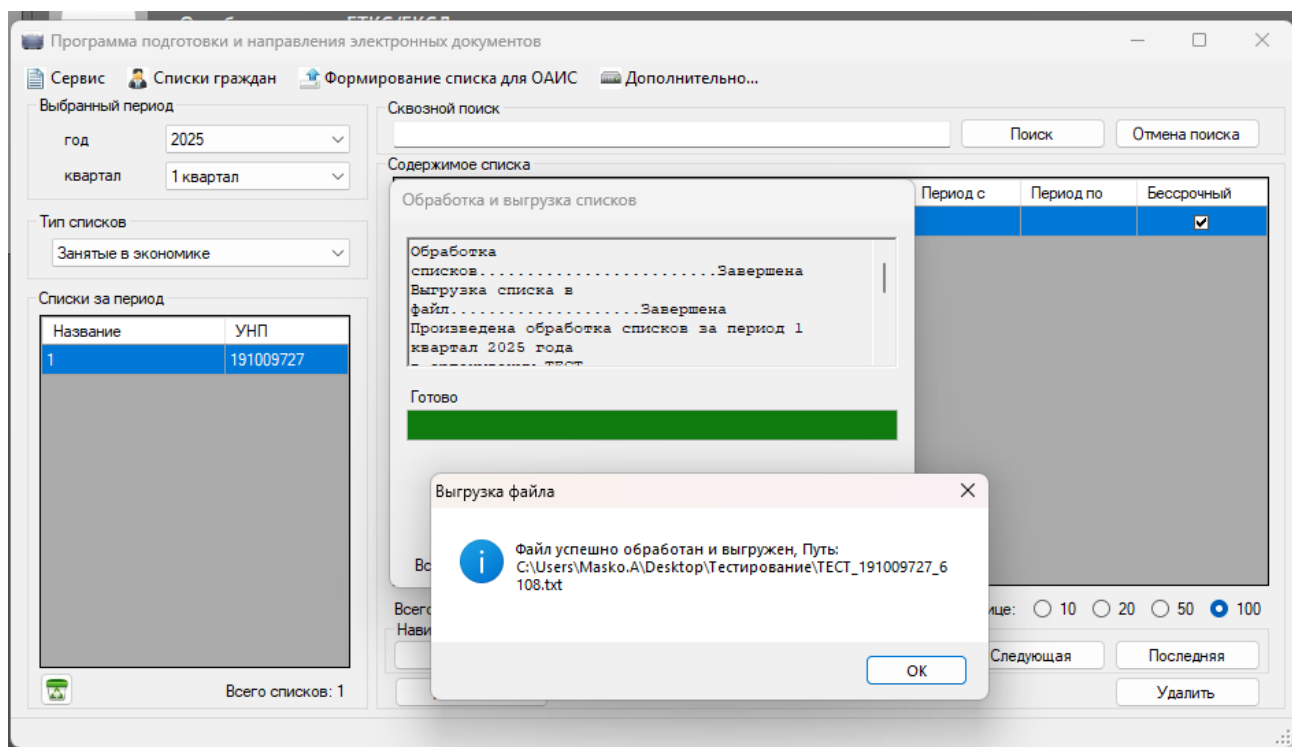 Программа подготовки и направления электронных документов
Сервис Списки граждан Формирование списка для ОАИС Дополнительно...
Выбранный период
год 2025
квартал 1 квартал
Тип списков
Занятые в экономике
Списки за период
Название УНП
1 191009727
Всего списков: 1
Сквозной поиск
Поиск Отмена поиска
Содержимое списка
Период с Период по Бессрочный
Обработка и выгрузка списков
Обработка
списков.........................Завершена
Выгрузка списка в
файл....................Завершена
Произведена обработка списков за период 1
квартал 2025 года
ТЕСТ
Готово
Выгрузка файла
Файл успешно обработан и выгружен, Путь:
C:\Users\Masko.A\Desktop\Тестирование\ТЕСТ_191009727_6
108.txt
ОК
10 20 50 100
Следующая Последняя
Удалить